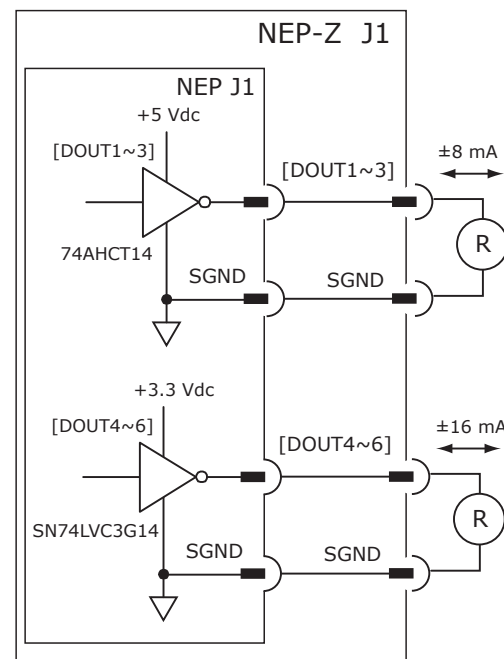 NEP-Z J1
NEP J1
+5 Vdc
[DOUT1~3]
[DOUT1~3]
±8 mA
R
74AHCT14
SGND
SGND
+3.3 Vdc
[DOUT4~6]
[DOUT4~6]
±16 mA
R
SN74LVC3G14
SGND
SGND